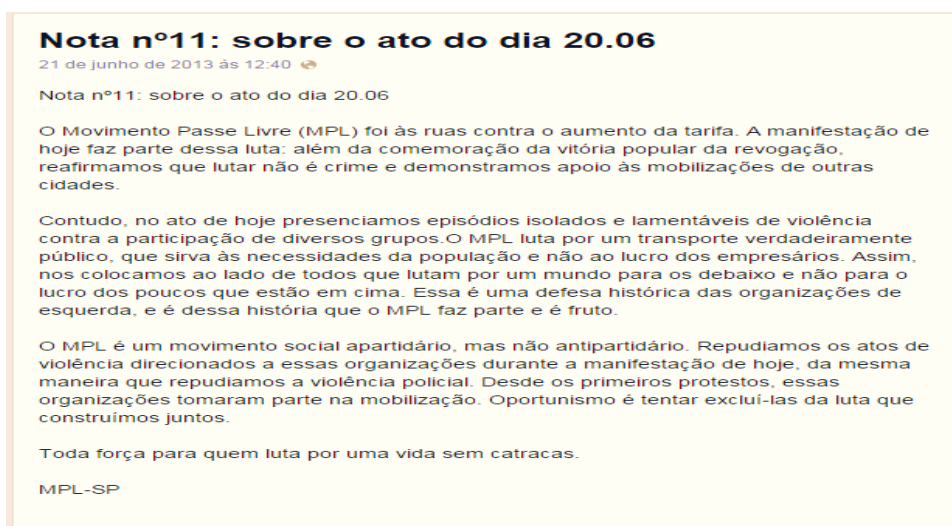 Nota nº11: sobre o ato do dia 20.06
21 de junho de 2013 às 12:40
Nota nº11: sobre o ato do dia 20.06
O Movimento Passe Livre (MPL) foi às ruas contra o aumento da tarifa. A manifestação de
hoje faz parte dessa luta: além da comemoração da vitória popular da revogação,
reafirmamos que lutar não é crime e demonstramos apoio às mobilizações de outras
cidades.
Contudo, no ato de hoje presenciamos episódios isolados e lamentáveis de violência
contra a participação de diversos grupos.O MPL luta por um transporte verdadeiramente
público, que sirva às necessidades da população e não ao lucro dos empresários. Assim,
nos colocamos ao lado de todos que lutam por um mundo para os debaixo e não para o
lucro dos poucos que estão em cima. Essa é uma defesa histórica das organizações de
esquerda, e é dessa história que o MPL faz parte e é fruto.
O MPL é um movimento social apartidário, mas não antipartidário. Repudiamos os atos de
violência direcionados a essas organizações durante a manifestação de hoje, da mesma
maneira que repudiamos a violência policial. Desde os primeiros protestos, essas
organizações tomaram parte na mobilização. Oportunismo é tentar excluí-las da luta que
construímos juntos.
Toda força para quem luta por uma vida sem catracas.
MPL-SP